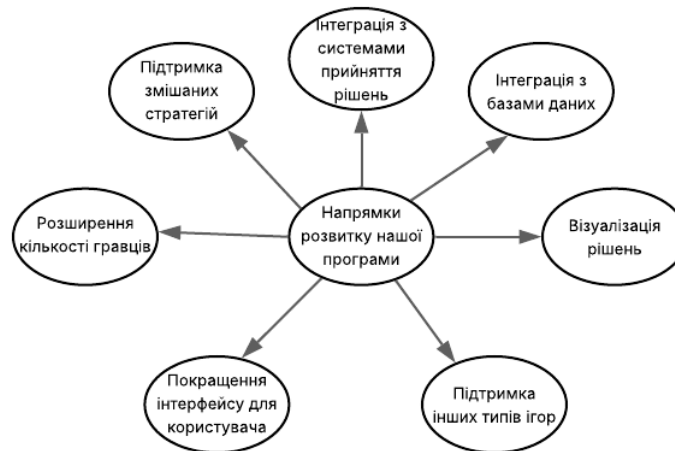 Інтеграція з
системами
прийняття
рішень
Підтримка
змішаних
стратегій
Інтеграція з
базами даних
Напрямки
розвитку нашої
програми
Розширення
кількості гравців
Візуалізація
рішень
Покращення
інтерфейсу для
користувача
Підтримка
інших типів ігор